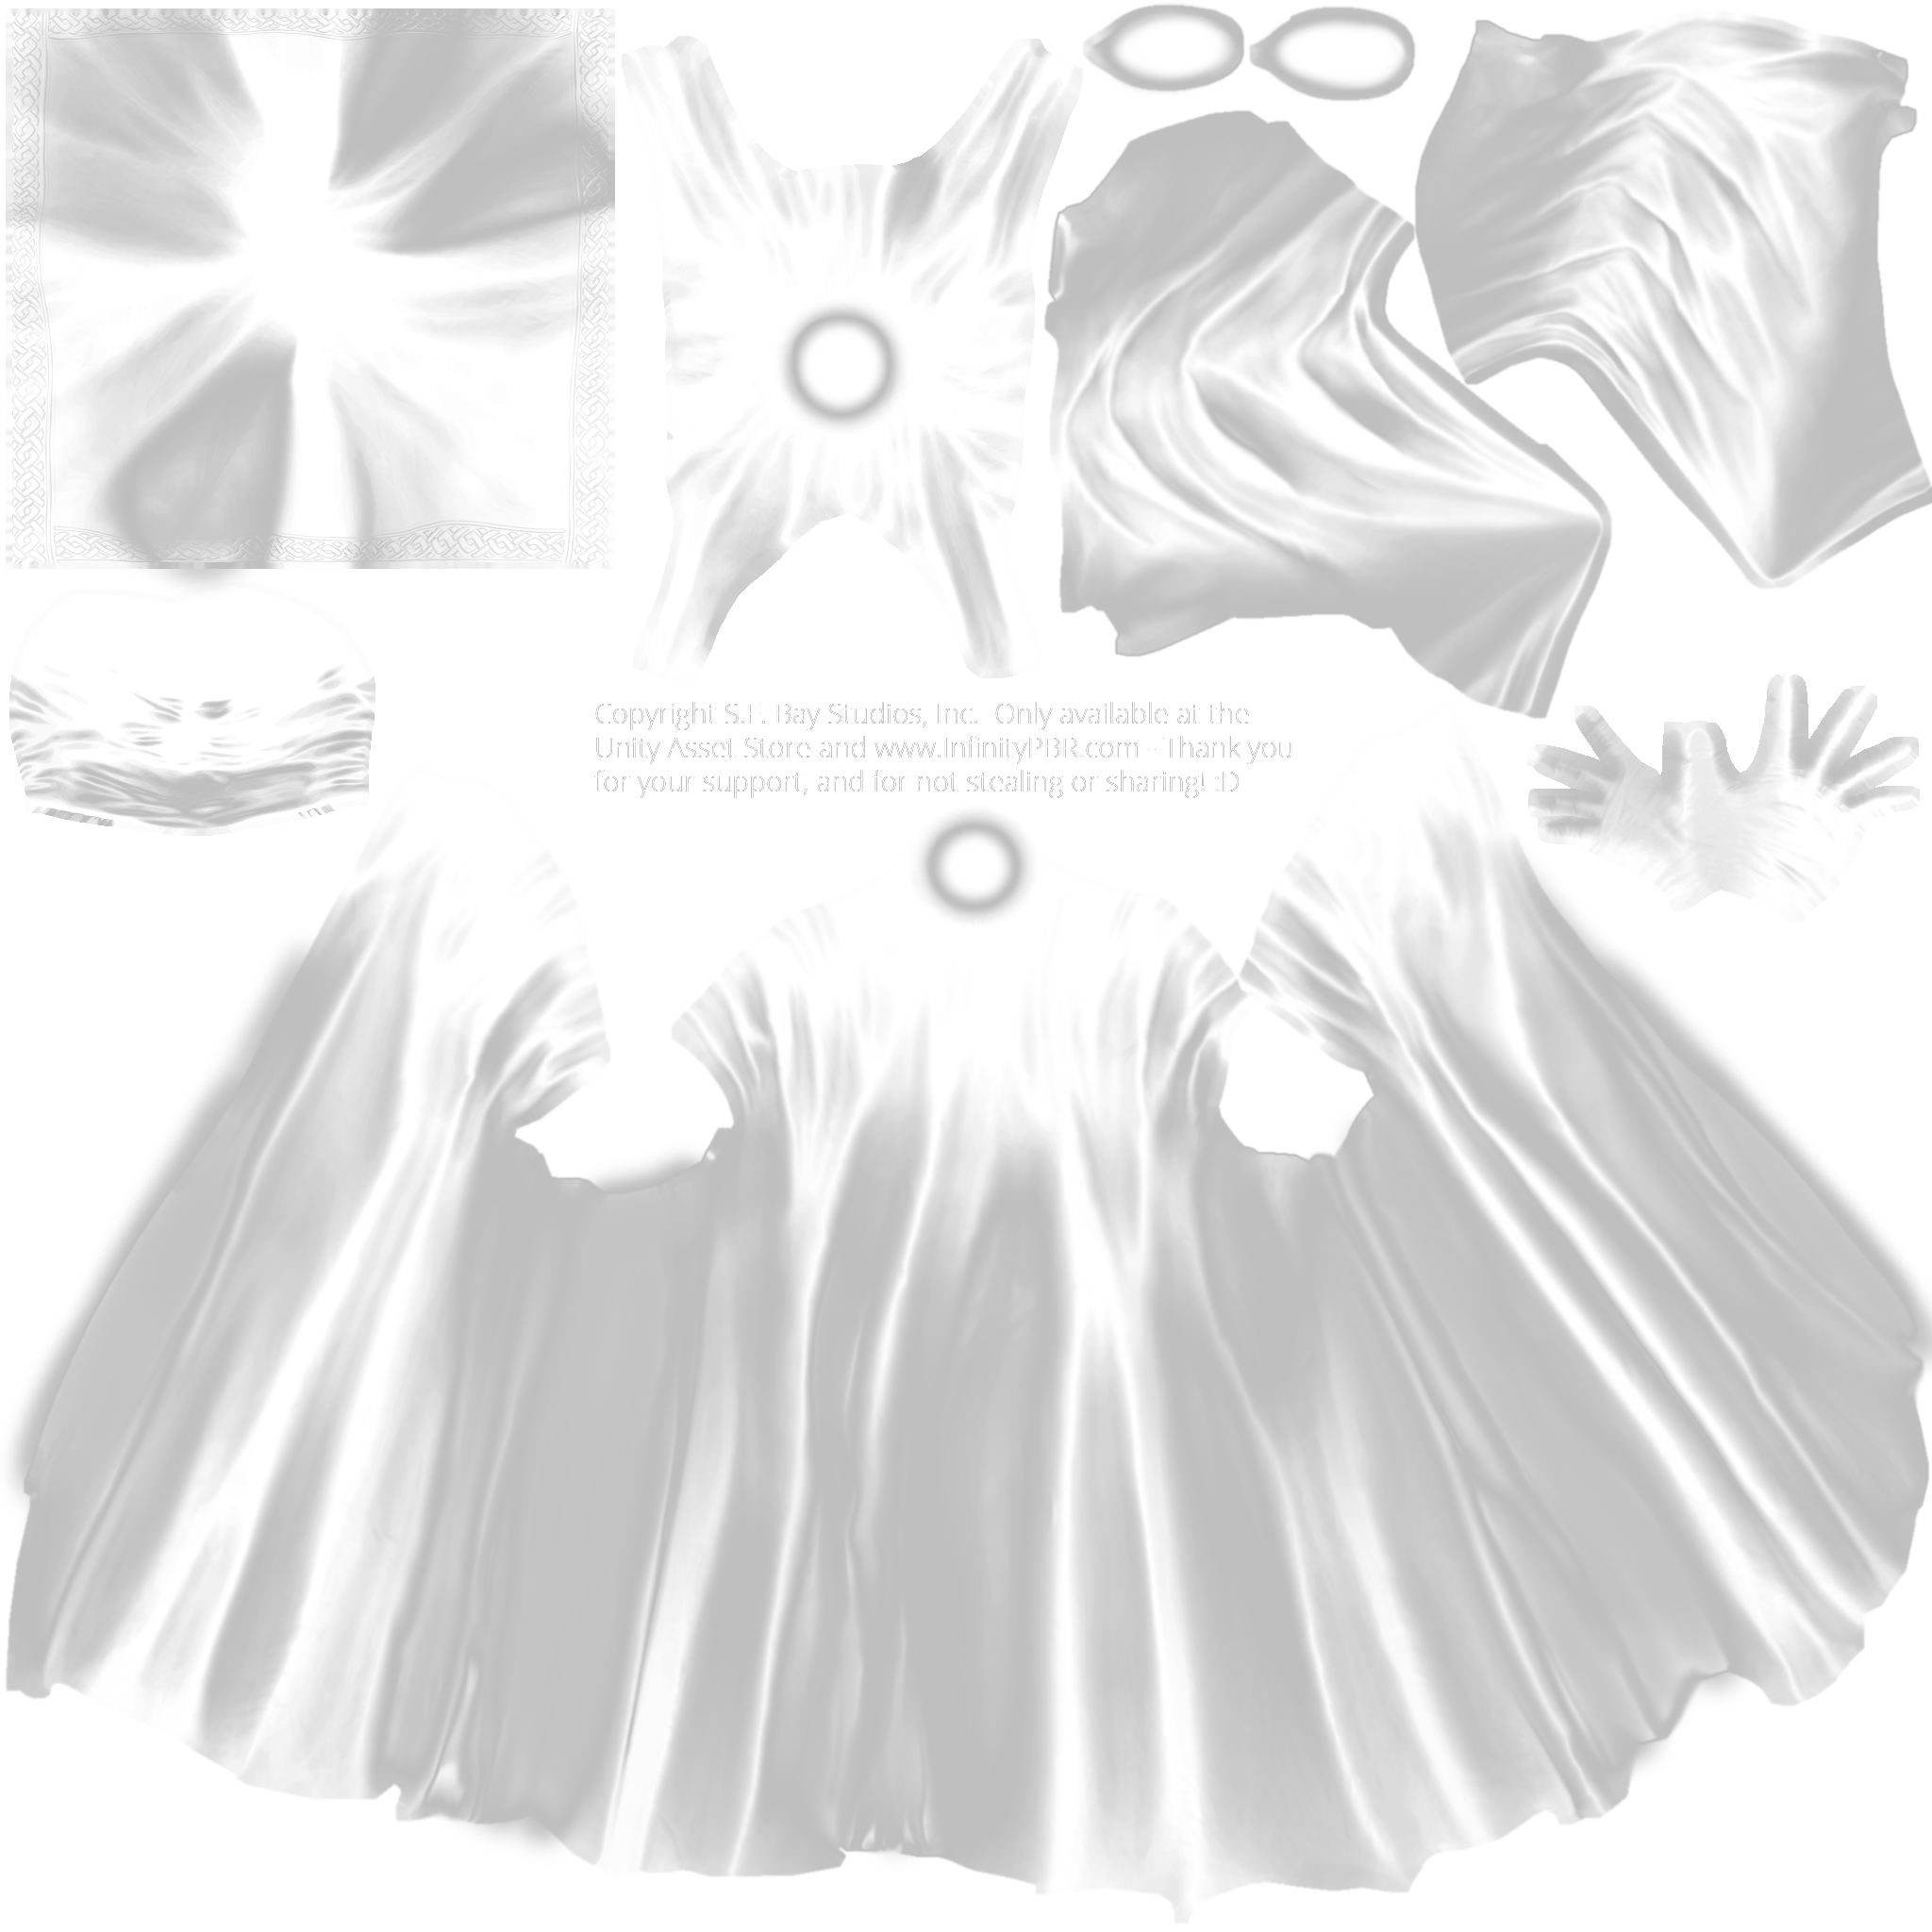 Copyright S.F. Bay Studios, Inc.  Only available at the
Unity Asset Store and www.InfinityPBR.com - Thank you
for your support, and for not stealing or sharing! :D